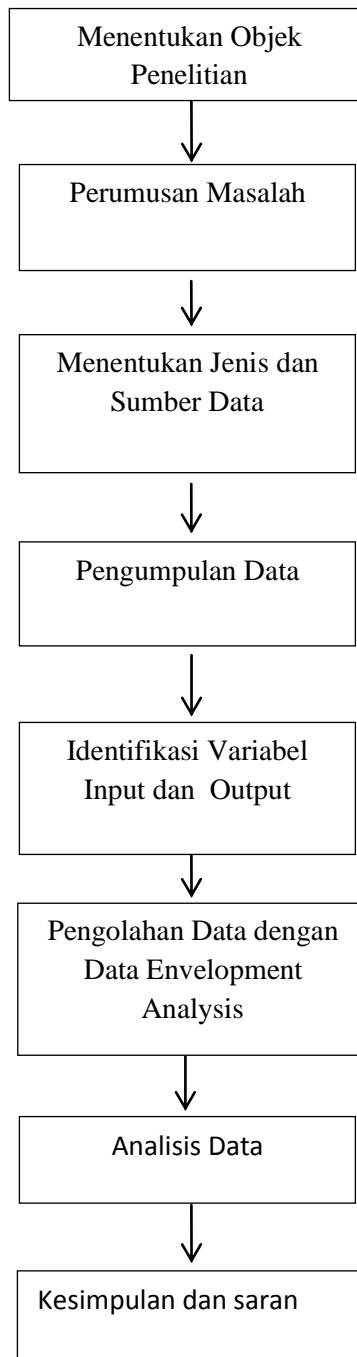 Menentukan Objek
Penelitian
Perumusan Masalah
Menentukan Jenis dan
Sumber Data
Pengumpulan Data
Identifikasi Variabel
Input dan Output
Pengolahan Data dengan
Data Envelopment
Analysis
Analisis Data
Kesimpulan dan saran